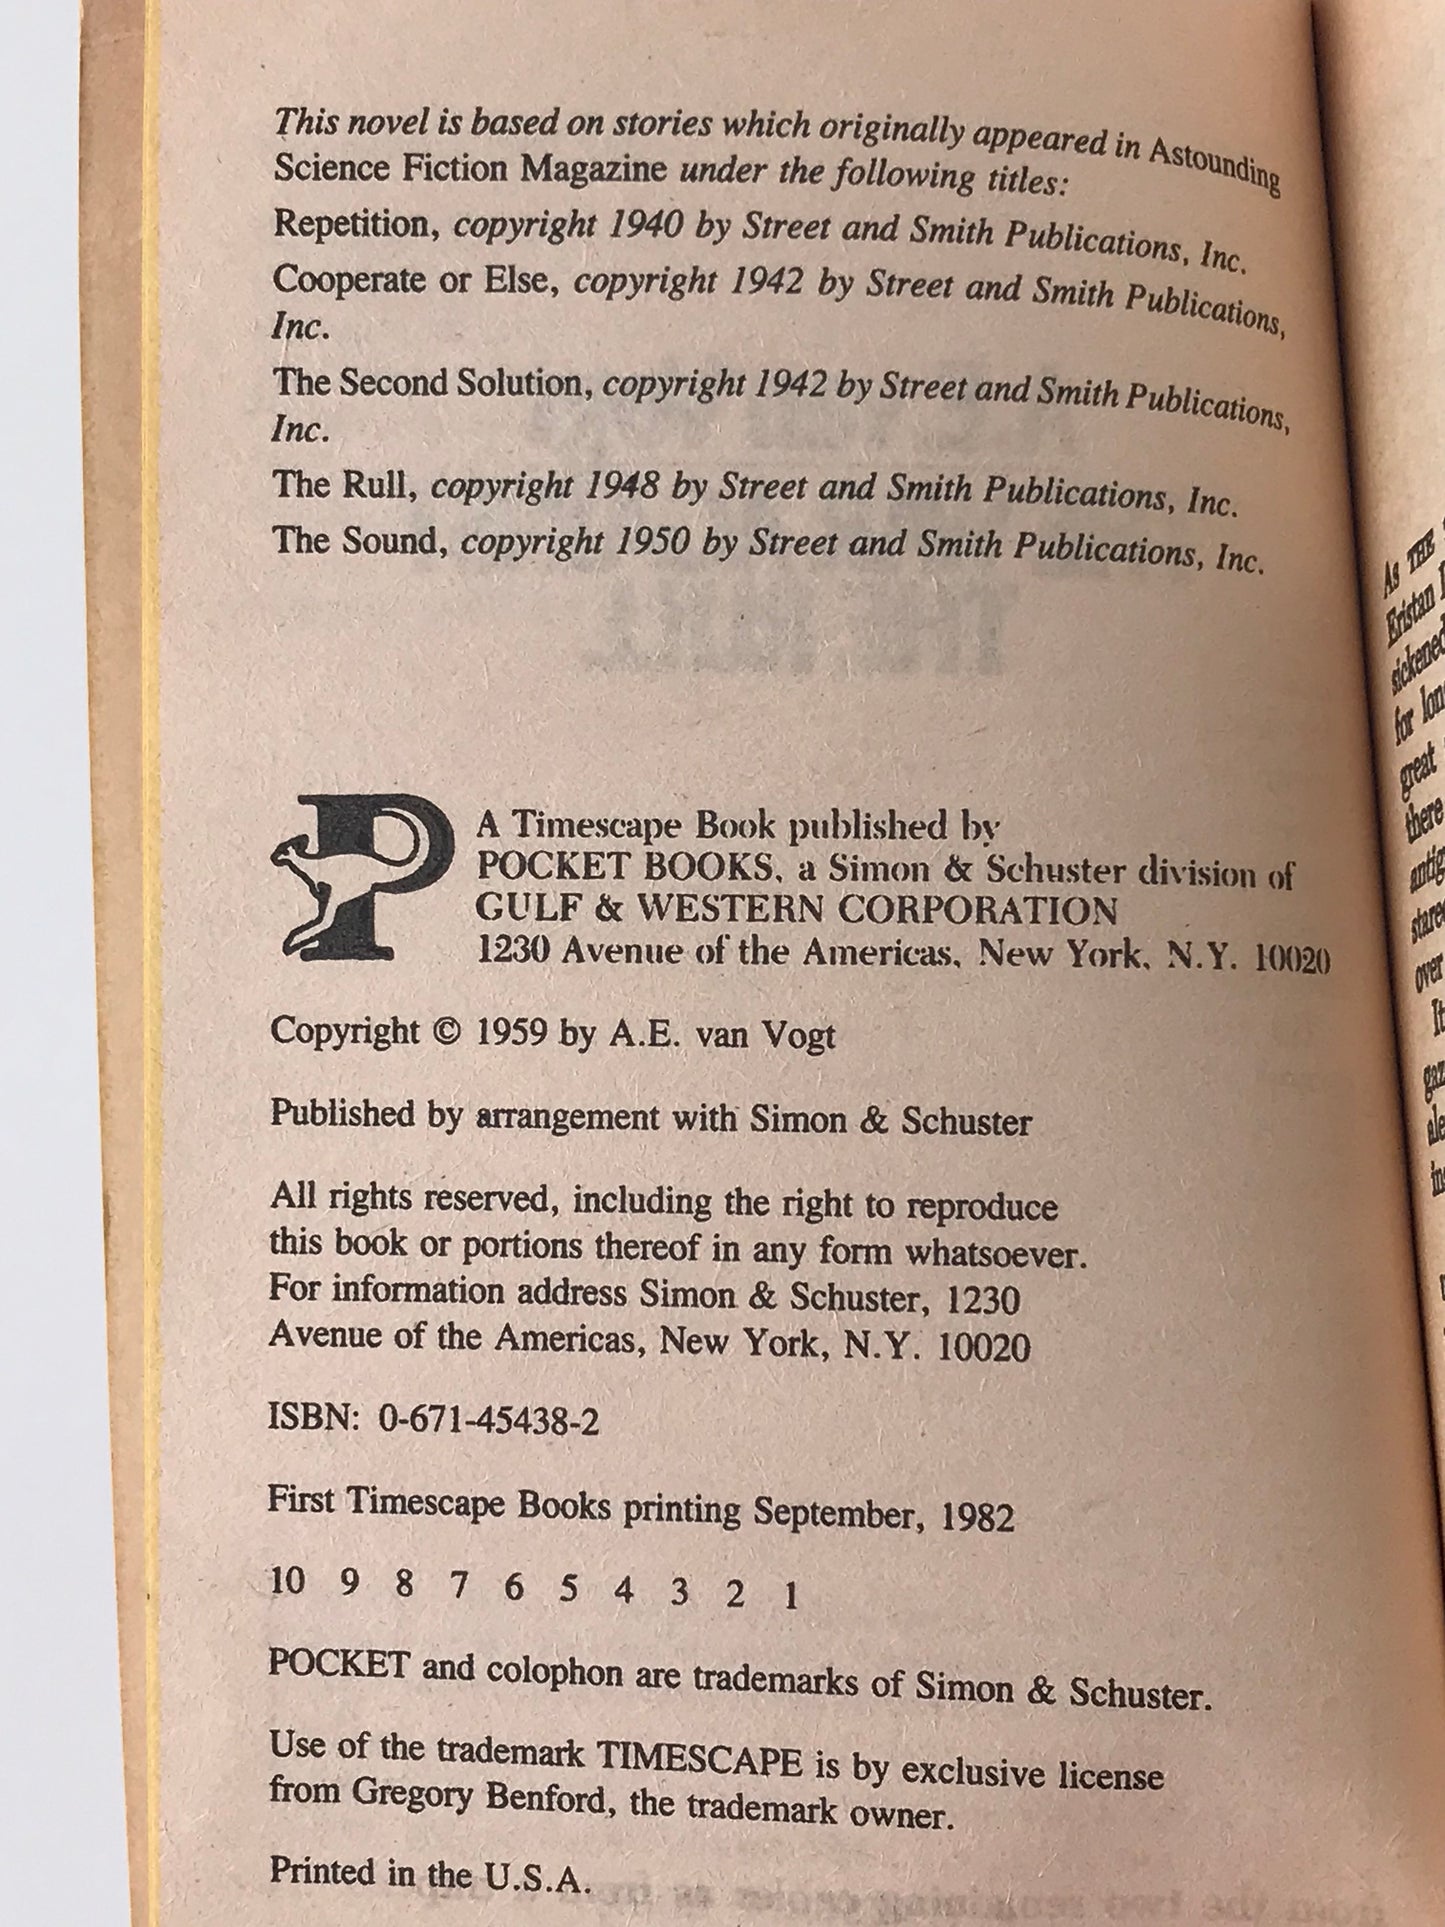 This novel is based on stories which originally appeared in Astounding
Science Fiction Magazine under the following titles:
Repetition, copyright 1940 by Street and Smith Publications, Inc.
Cooperate or Else, copyright 1942 by Street and Smith Publications,
Inc.
The Second Solution, copyright 1942 by Street and Smith Publications,
Inc.
The Rull, copyright 1948 by Street and Smith Publications, Inc.
The Sound, copyright 1950 by Street and Smith Publications, Inc.
A Timescape Book published by
POCKET BOOKS, a Simon & Schuster division of
GULF & WESTERN CORPORATION
1230 Avenue of the Americas, New York, N.Y. 10020
Copyright © 1959 by A.E. van Vogt
Published by arrangement with Simon & Schuster
All rights reserved, including the right to reproduce
this book or portions thereof in any form whatsoever.
For information address Simon & Schuster, 1230
Avenue of the Americas, New York, N.Y. 10020
ISBN: 0-671-45438-2
First Timescape Books printing September, 1982
10 9 8 7 6 5 4 3 2 1
POCKET and colophon are trademarks of Simon & Schuster.
Use of the trademark TIMESCAPE is by exclusive license
from Gregory Benford, the trademark owner.
Printed in the U.S.A.
As THE
Eristan
sickened
for
great
there
over
It